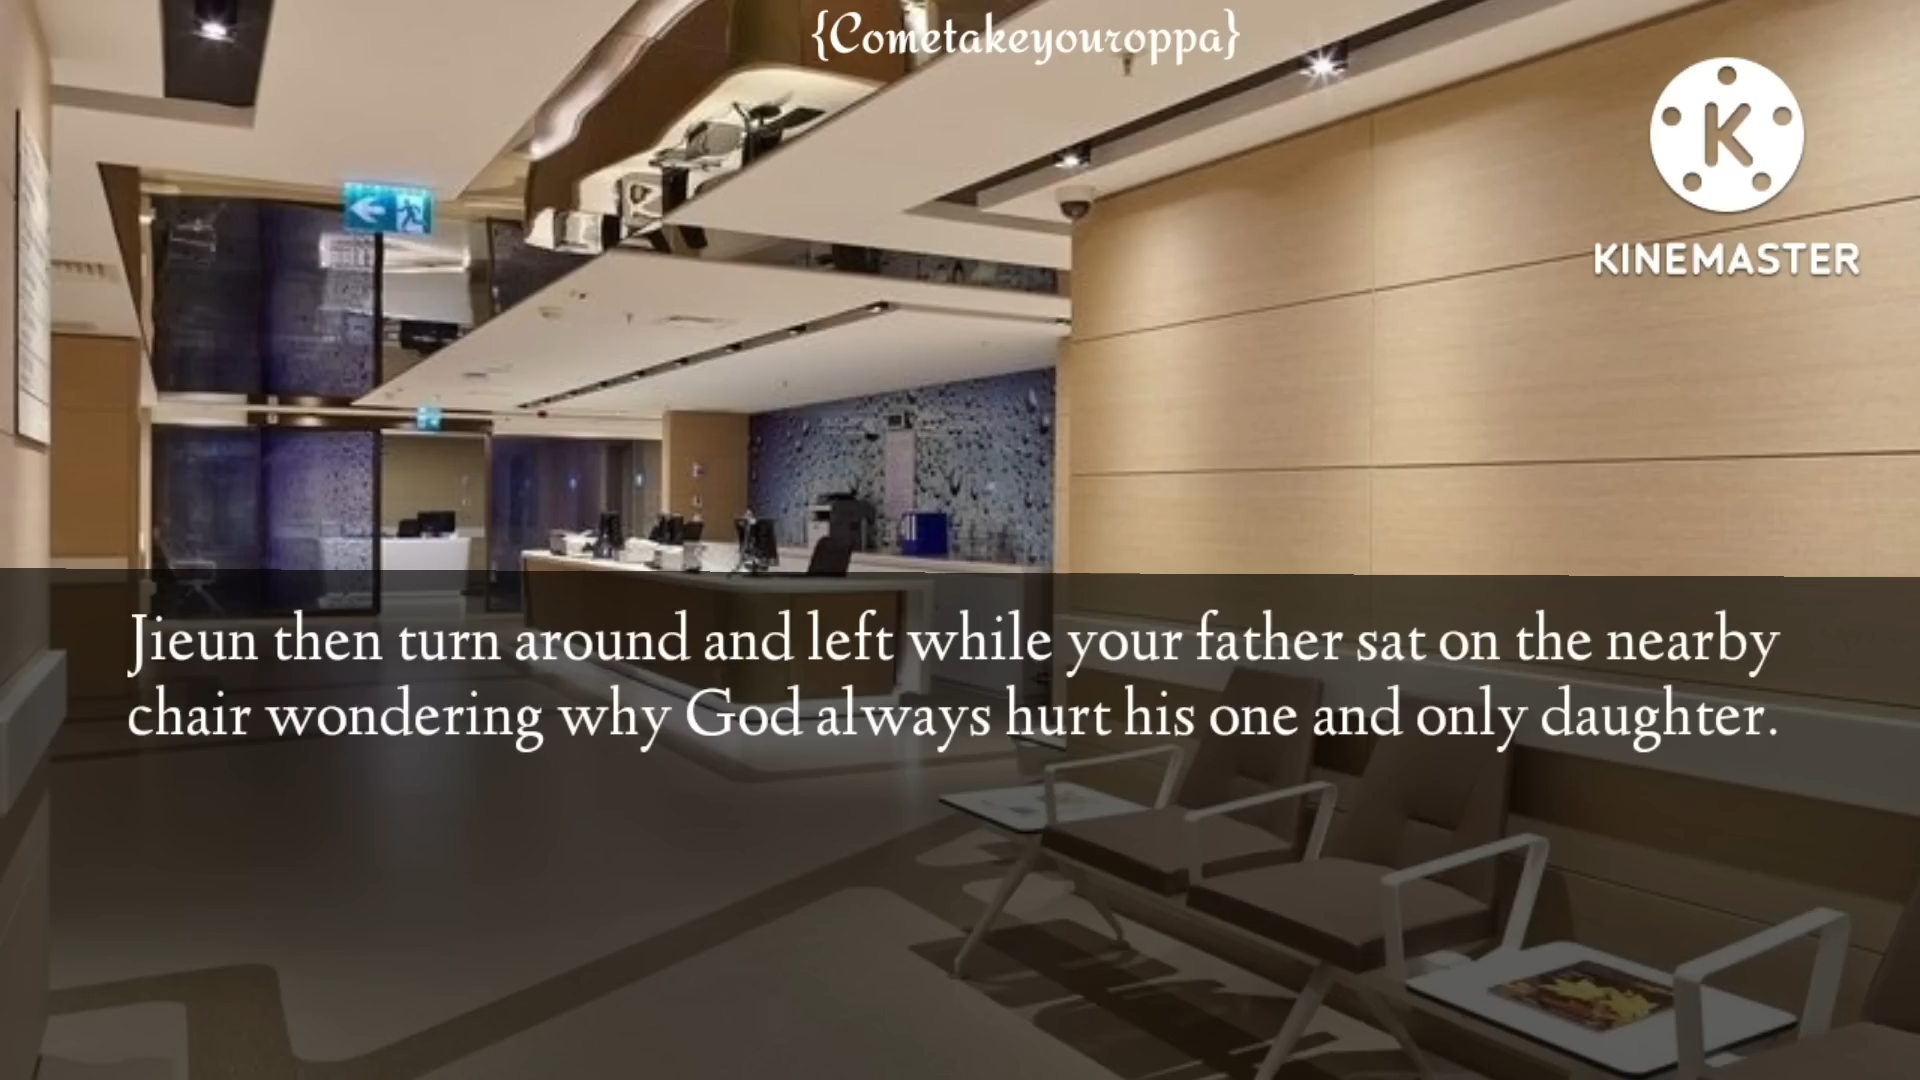 {Cometakeyouroppa}
K
KINEMASTER
Jieun then turn around and left while your father sat on the nearby
chair wondering why God always hurt his one and only daughter.